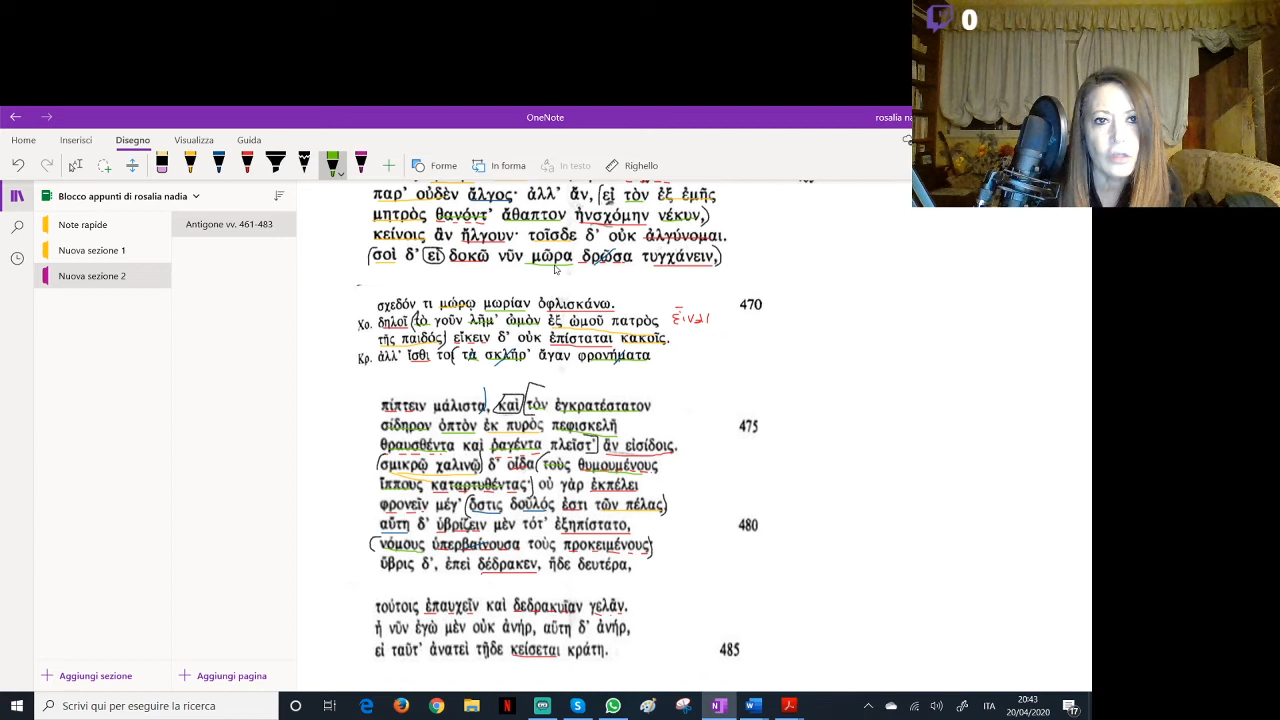 0
OneNote
rosalia na
Home Inserisci Disegno Visualizza Guida
Forme In forma In testo Righello
Blocco appunti di rosalia nadia
Note rapide
Nuova sezione 1
Nuova sezione 2
Antigone vv. 461-483
παρ' οὐδὲν ἄλγος· ἀλλ' ἄν, εἰ τὸν ἐξ ἐμῆς
μητρὸς θανόντ' ἄθαπτον ἠνσχόμην νέκυν,
κείνοις ἂν ἤλγουν· τοῖσδε δ' οὐκ ἀλγύνομαι.
σοὶ δ' εἰ δοκῶ νῦν μῶρα δρῶσα τυγχάνειν,
σχεδόν τι μώρῳ μωρίαν ὀφλισκάνω. 470
Χο. δηλοῖ τὸ γοῦν λῆμ' ὠμὸν ἐξ ὠμοῦ πατρὸς εἶναι
τῆς παιδός· εἴκειν δ' οὐκ ἐπίσταται κακοῖς.
Κρ. ἀλλ' ἴσθι τοι τὰ σκλήρ' ἄγαν φρονήματα
πίπτειν μάλιστα, καὶ τὸν ἐγκρατέστατον
σίδηρον ὀπτὸν ἐκ πυρὸς περισκελῆ 475
θραυσθέντα καὶ ῥαγέντα πλεῖστ' ἂν εἰσίδοις.
σμικρῷ χαλινῷ δ' οἶδα τοὺς θυμουμένους
ἵππους καταρτυθέντας· οὐ γὰρ ἐκπέλει
φρονεῖν μέγ' ὅστις δοῦλός ἐστι τῶν πέλας.
αὕτη δ' ὑβρίζειν μὲν τότ' ἐξηπίστατο, 480
νόμους ὑπερβαίνουσα τοὺς προκειμένους·
ὕβρις δ', ἐπεὶ δέδρακεν, ἥδε δευτέρα,
τούτοις ἐπαυχεῖν καὶ δεδρακυῖαν γελᾶν.
ἦ νῦν ἐγὼ μὲν οὐκ ἀνήρ, αὕτη δ' ἀνήρ,
εἰ ταῦτ' ἀνατεὶ τῇδε κείσεται κράτη. 485
Aggiungi sezione
Aggiungi pagina
Scrivi qui per eseguire la ricerca
ITA
20:43
20/04/2020
17